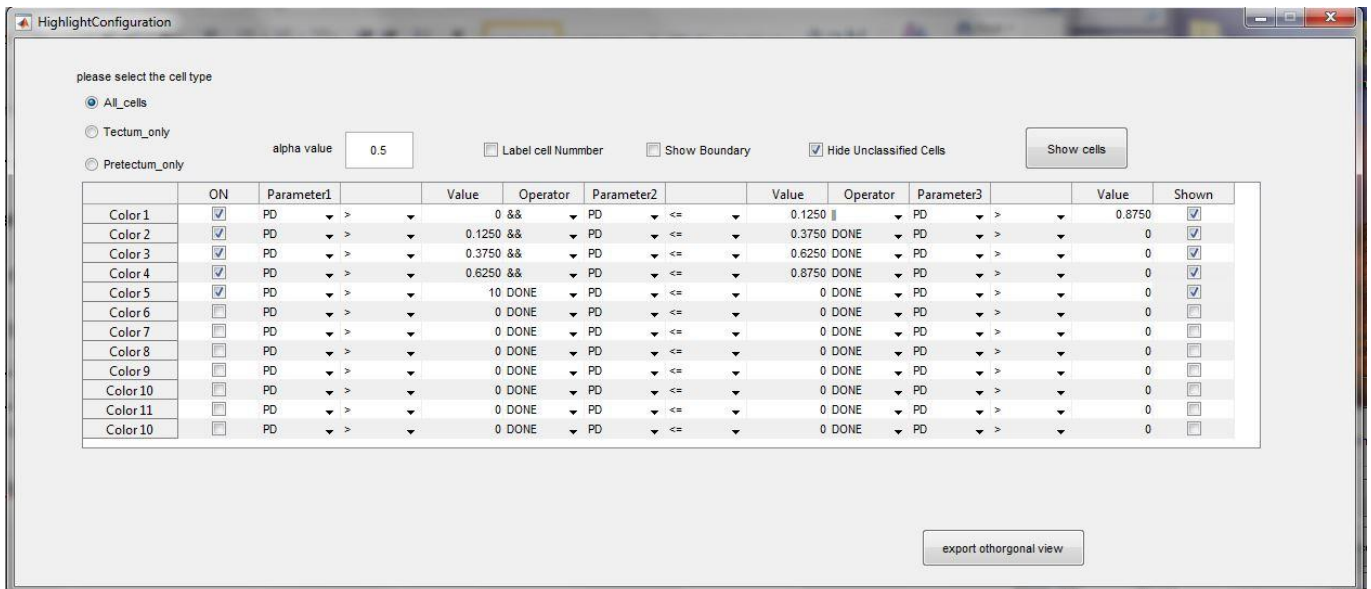 HighlightConfiguration
please select the cell type
All_cells
Tectum_only
Pretectum_only
alpha value 0.5 Label cell Nummber Show Boundary Hide Unclassified Cells Show cells
ON Parameter1 Value Operator Parameter2 Value Operator Parameter3 Value Shown
Color 1 PD > 0 && PD <= 0.1250 || PD > 0.8750
Color 2 PD > 0.1250 && PD <= 0.3750 DONE PD > 0
Color 3 PD > 0.3750 && PD <= 0.6250 DONE PD > 0
Color 4 PD > 0.6250 && PD <= 0.8750 DONE PD > 0
Color 5 PD > 10 DONE PD <= 0 DONE PD > 0
Color 6 PD > 0 DONE PD <= 0 DONE PD > 0
Color 7 PD > 0 DONE PD <= 0 DONE PD > 0
Color 8 PD > 0 DONE PD <= 0 DONE PD > 0
Color 9 PD > 0 DONE PD <= 0 DONE PD > 0
Color 10 PD > 0 DONE PD <= 0 DONE PD > 0
Color 11 PD > 0 DONE PD <= 0 DONE PD > 0
Color 10 PD > 0 DONE PD <= 0 DONE PD > 0
export othorgonal view